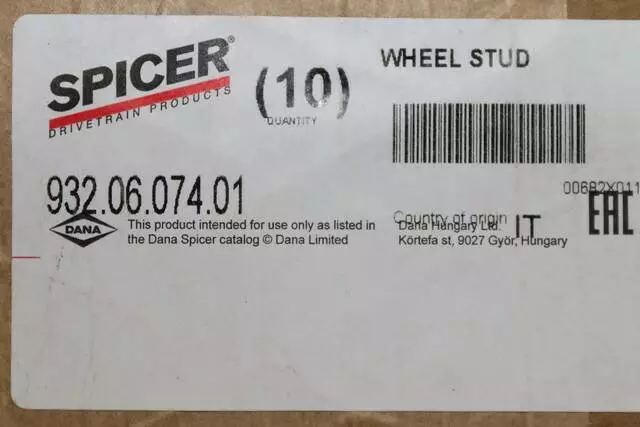 SPICER®
DRIVETRAIN PRODUCTS
(10)
QUANTITY
WHEEL STUD
932.06.074.01
00682X011
DANA
This product intended for use only as listed in
the Dana Spicer catalog © Dana Limited
Country of origin IT
Dana Hungary Ltd.
Körtefa st, 9027 Győr, Hungary
EAC